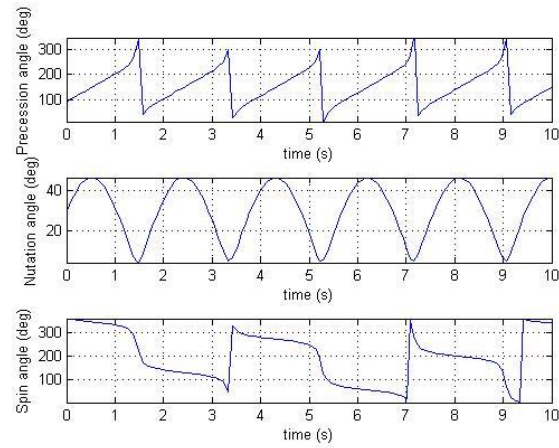 Precession angle (deg)
300
200
100
0 1 2 3 4 5 6 7 8 9 10
time (s)
Nutation angle (deg)
40
20
0 1 2 3 4 5 6 7 8 9 10
time (s)
Spin angle (deg)
300
200
100
0 1 2 3 4 5 6 7 8 9 10
time (s)